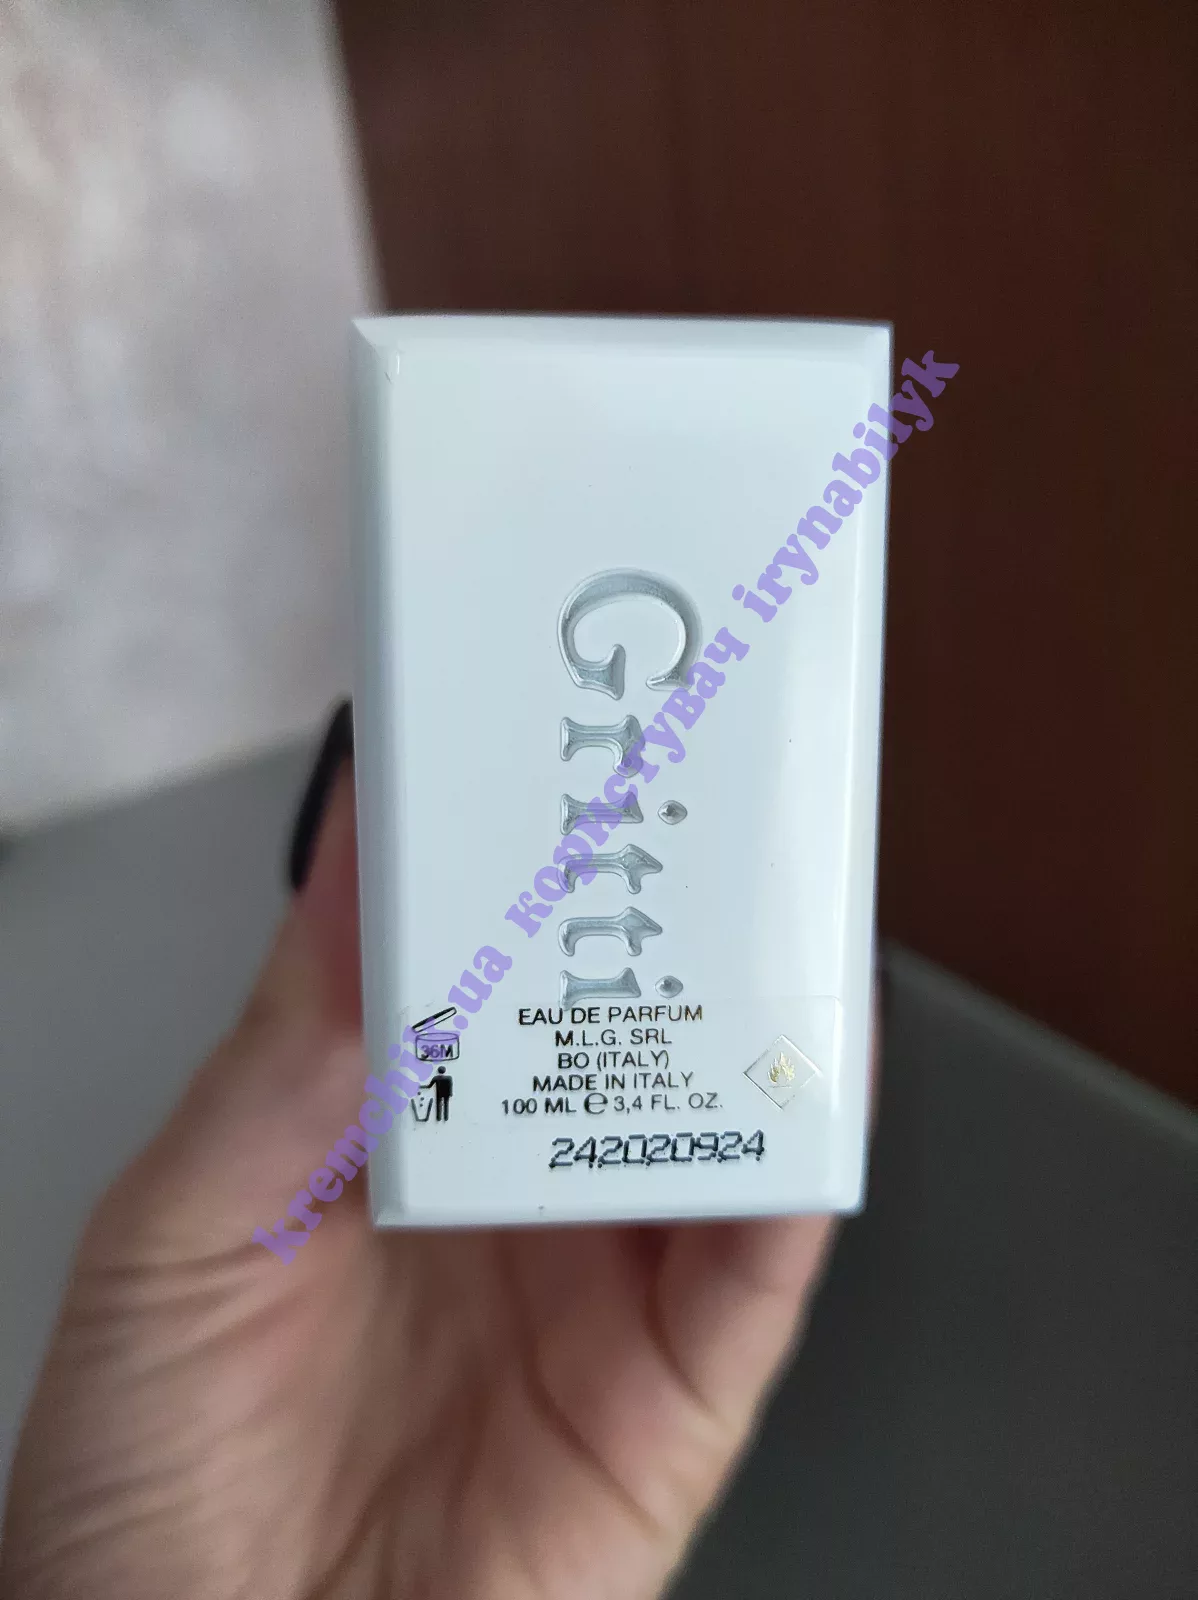 Gritti
EAU DE PARFUM
M.L.G. SRL
BO (ITALY)
MADE IN ITALY
100 ML ℮ 3,4 FL. OZ.
36M
242020924
kremchik.ua користувач irynabilyk